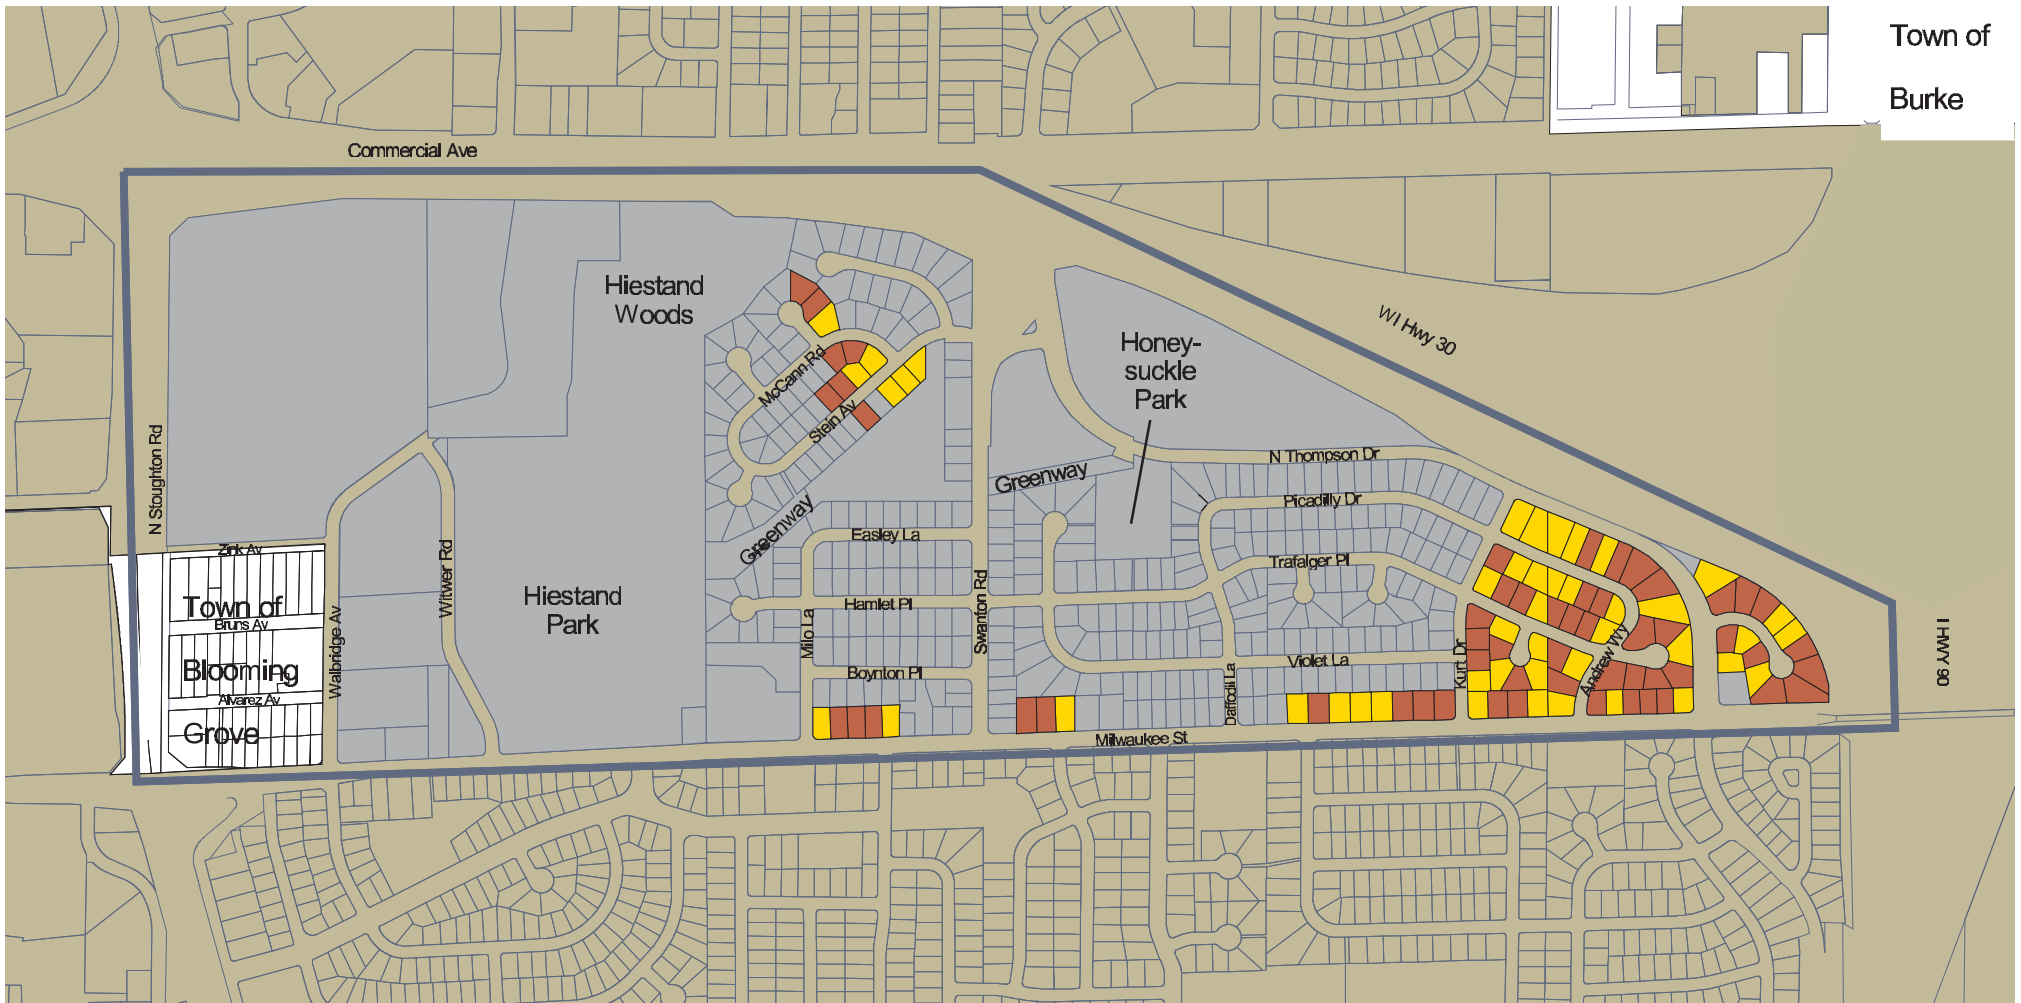 Town of
Burke
Commercial Ave
Hiestand
Woods
WI Hwy 30
Honey-
suckle
Park
McCann Rd
Stein Av
N Stoughton Rd
N Thompson Dr
Greenway
Picadilly Dr
Greenway
Easley La
Zink Av
Trafalger Pl
Witwer Rd
Hiestand
Park
Swanton Rd
Hamlet Pl
Town of
Bruns Av
Milo La
Walbridge Av
Blooming
Boynton Pl
Violet La
Kurt Dr
Andrew Wy
I HWY 90
Daffodil La
Alvarez Av
Grove
Milwaukee St